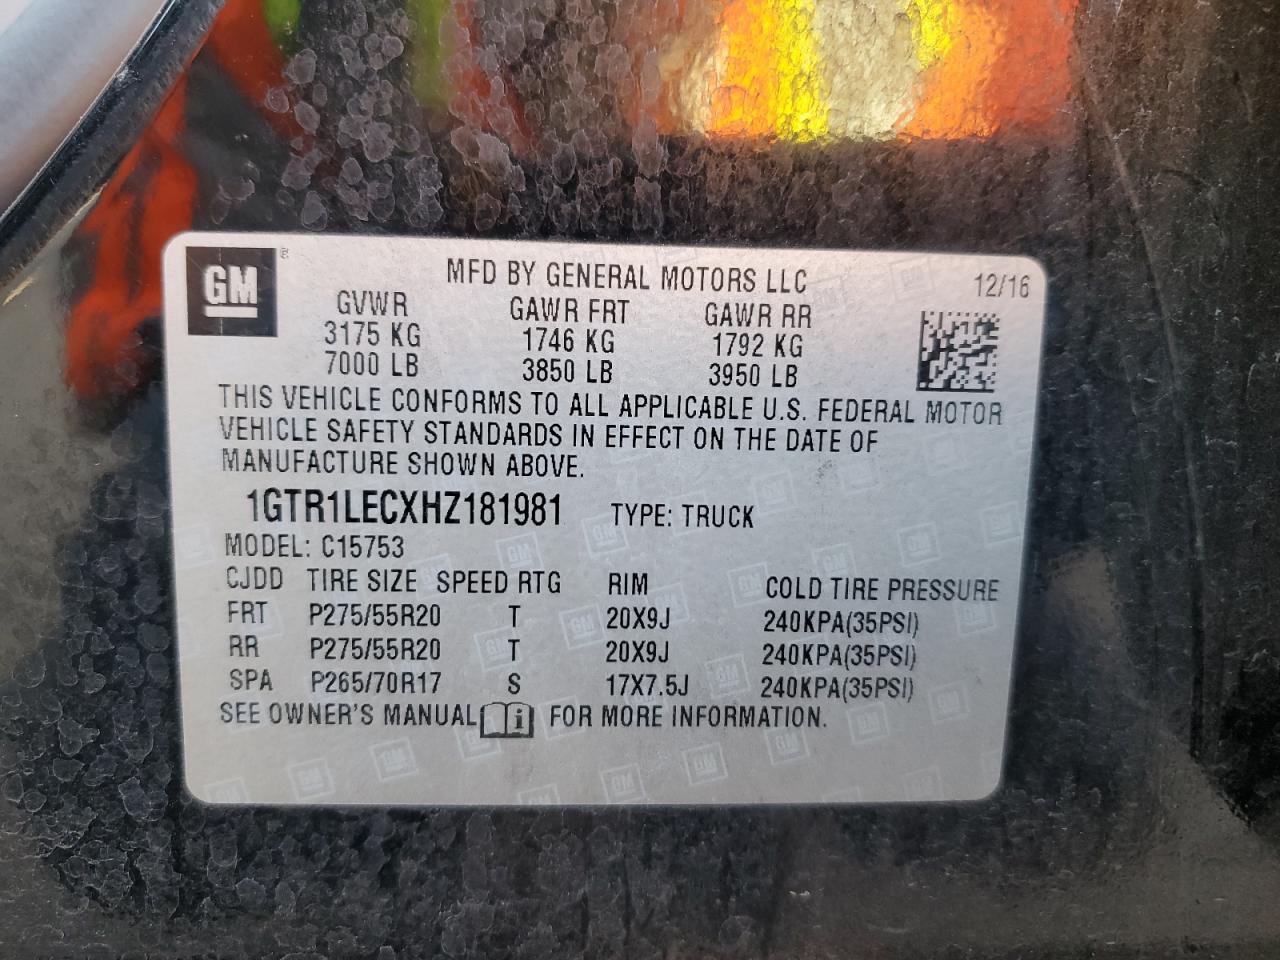 GM
MFD BY GENERAL MOTORS LLC
12/16
GVWR GAWR FRT GAWR RR
3175 KG 1746 KG 1792 KG
7000 LB 3850 LB 3950 LB
THIS VEHICLE CONFORMS TO ALL APPLICABLE U.S. FEDERAL MOTOR
VEHICLE SAFETY STANDARDS IN EFFECT ON THE DATE OF
MANUFACTURE SHOWN ABOVE.
1GTR1LECXHZ181981 TYPE: TRUCK
MODEL: C15753
CJDD TIRE SIZE SPEED RTG RIM COLD TIRE PRESSURE
FRT P275/55R20 T 20X9J 240KPA(35PSI)
RR P275/55R20 T 20X9J 240KPA(35PSI)
SPA P265/70R17 S 17X7.5J 240KPA(35PSI)
SEE OWNER'S MANUAL i FOR MORE INFORMATION.